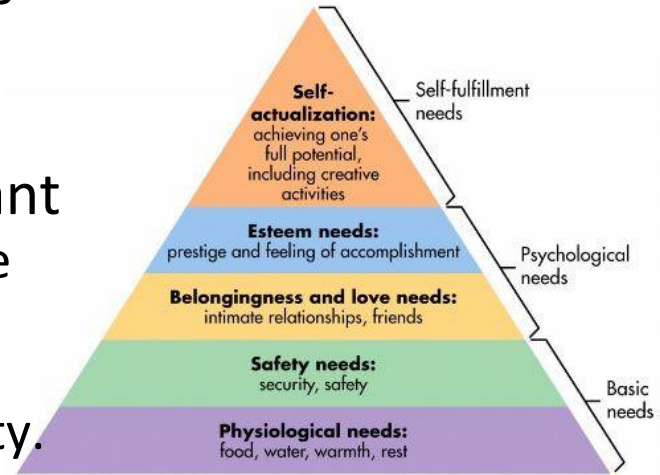 Self-
actualization:
achieving one's
full potential,
including creative
activities
Self-fulfillment
needs
Esteem needs:
prestige and feeling of accomplishment
Belongingness and love needs:
intimate relationships, friends
Psychological
needs
Safety needs:
security, safety
Physiological needs:
food, water, warmth, rest
Basic
needs